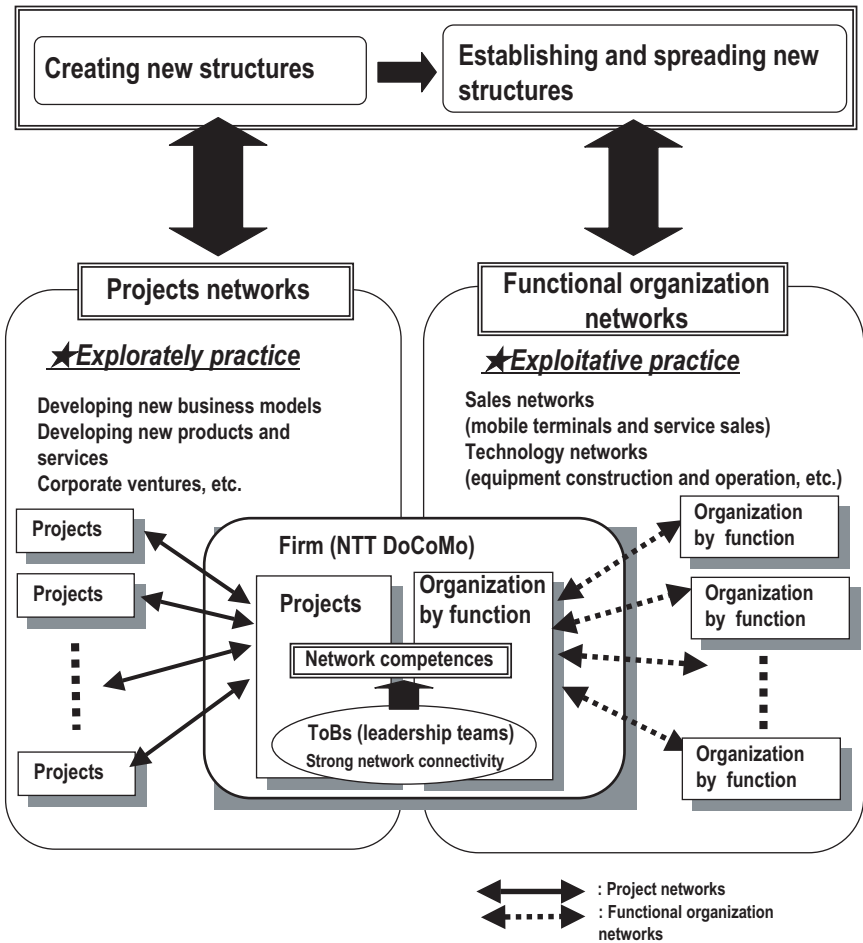 Creating new structures
Establishing and spreading new
structures
Projects networks
★Explorately practice
Developing new business models
Developing new products and
services
Corporate ventures, etc.
Functional organization
networks
★Exploitative practice
Sales networks
(mobile terminals and service sales)
Technology networks
(equipment construction and operation, etc.)
Projects
Projects
Projects
Firm (NTT DoCoMo)
Projects
Organization
by function
Network competences
ToBs (leadership teams)
Strong network connectivity
Organization
by function
Organization
by function
Organization
by function
: Project networks
: Functional organization
networks